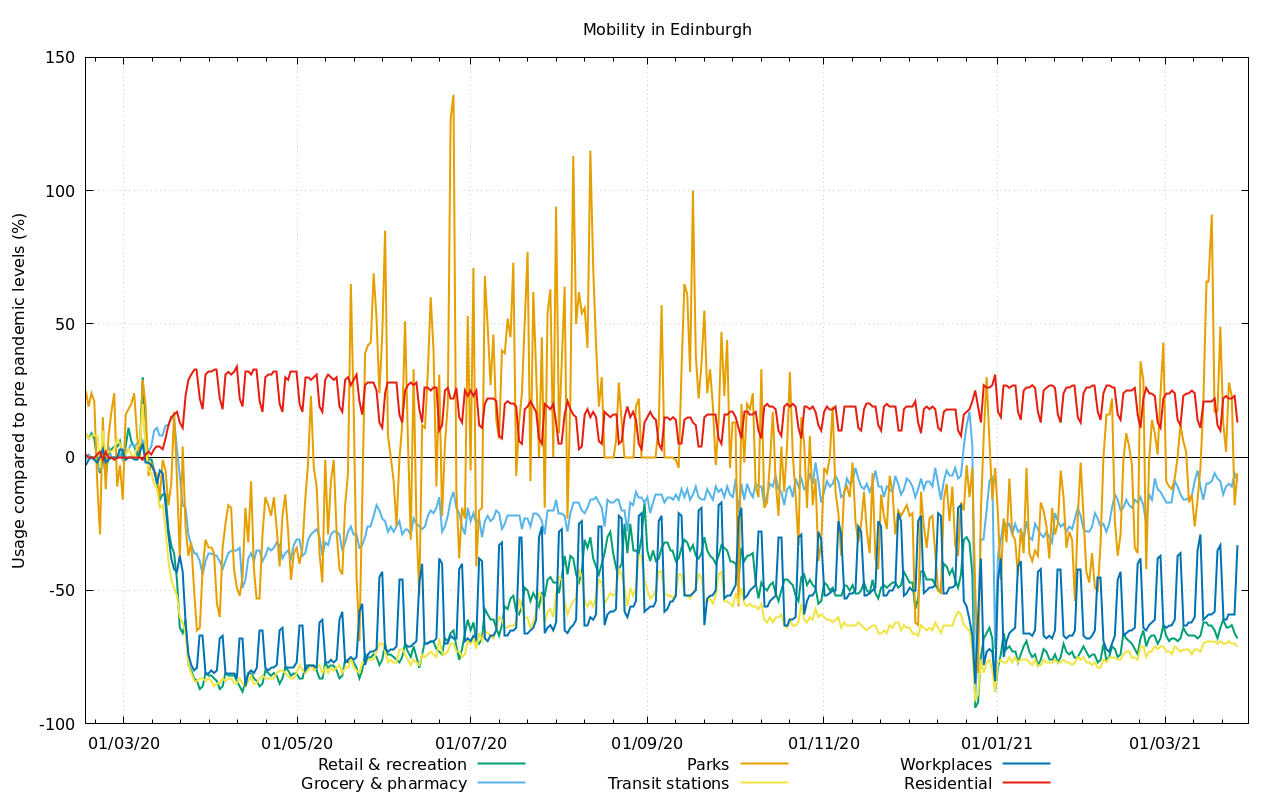 Mobility in Edinburgh
Usage compared to pre pandemic levels (%)
150
100
50
0
-50
-100
01/03/20 01/05/20 01/07/20 01/09/20 01/11/20 01/01/21 01/03/21
Retail & recreation Parks Workplaces
Grocery & pharmacy Transit stations Residential